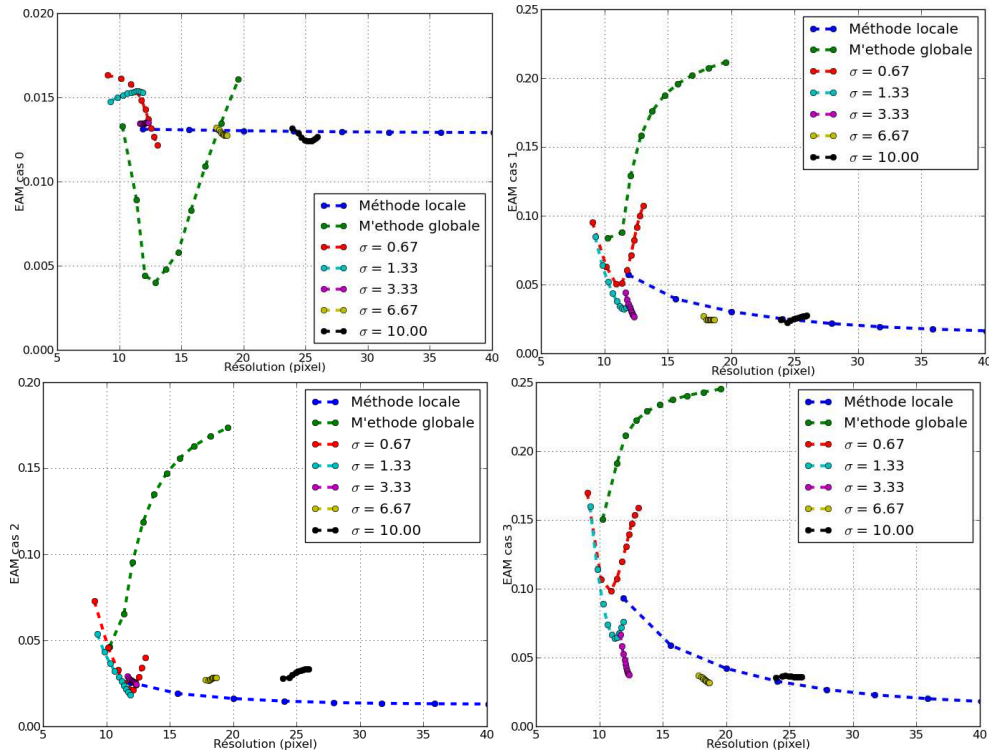 0.020
0.015
0.010
0.005
0.000
5 10 15 20 25 30 35 40
EAM cas 0
Résolution (pixel)
Méthode locale
M'ethode globale
σ = 0.67
σ = 1.33
σ = 3.33
σ = 6.67
σ = 10.00
0.25
0.20
0.15
0.10
0.05
0.00
5 10 15 20 25 30 35 40
EAM cas 1
Résolution (pixel)
Méthode locale
M'ethode globale
σ = 0.67
σ = 1.33
σ = 3.33
σ = 6.67
σ = 10.00
0.20
0.15
0.10
0.05
0.00
5 10 15 20 25 30 35 40
EAM cas 2
Résolution (pixel)
Méthode locale
M'ethode globale
σ = 0.67
σ = 1.33
σ = 3.33
σ = 6.67
σ = 10.00
0.25
0.20
0.15
0.10
0.05
0.00
5 10 15 20 25 30 35 40
EAM cas 3
Résolution (pixel)
Méthode locale
M'ethode globale
σ = 0.67
σ = 1.33
σ = 3.33
σ = 6.67
σ = 10.00